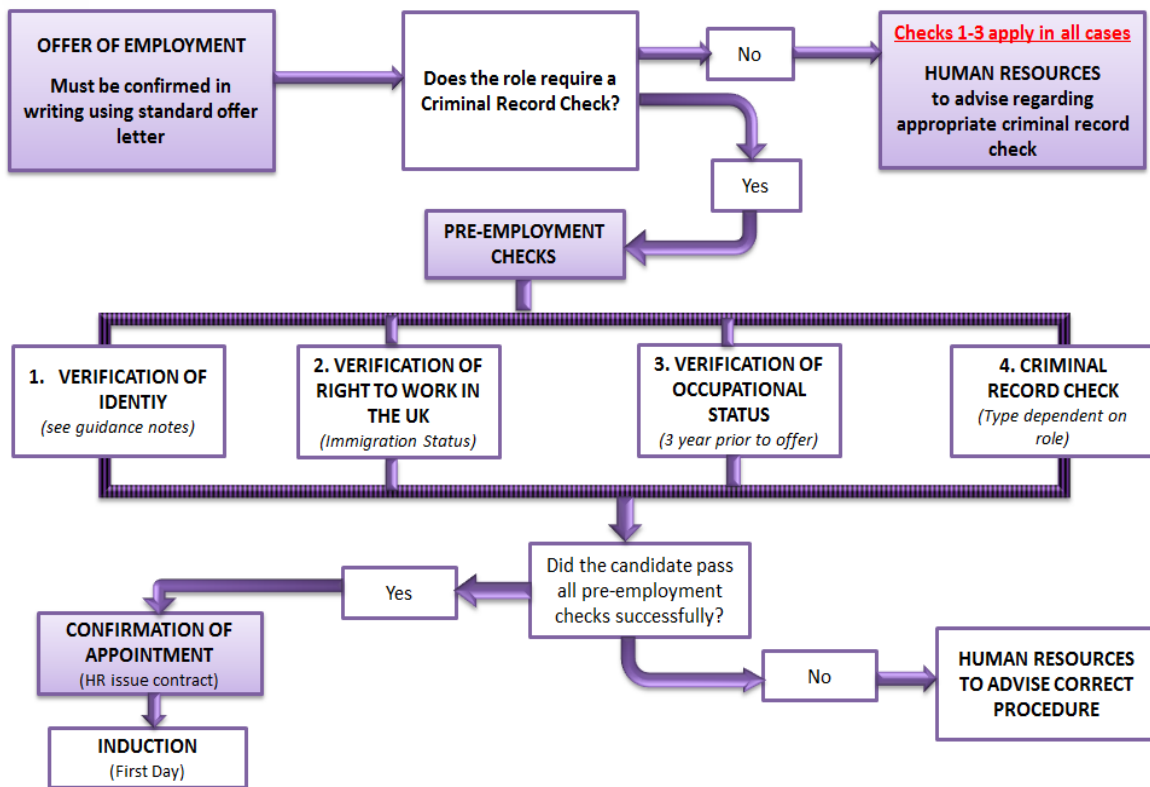 OFFER OF EMPLOYMENT
Must be confirmed in
writing using standard offer
letter
Does the role require a
Criminal Record Check?
No
Checks 1-3 apply in all cases
HUMAN RESOURCES
to advise regarding
appropriate criminal record
check
Yes
PRE-EMPLOYMENT
CHECKS
1. VERIFICATION OF
IDENTIY
(see guidance notes)
2. VERIFICATION OF
RIGHT TO WORK IN
THE UK
(Immigration Status)
3. VERIFICATION OF
OCCUPATIONAL
STATUS
(3 year prior to offer)
4. CRIMINAL
RECORD CHECK
(Type dependent on
role)
Did the candidate pass
all pre-employment
checks successfully?
Yes
CONFIRMATION OF
APPOINTMENT
(HR issue contract)
No
HUMAN RESOURCES
TO ADVISE CORRECT
PROCEDURE
INDUCTION
(First Day)